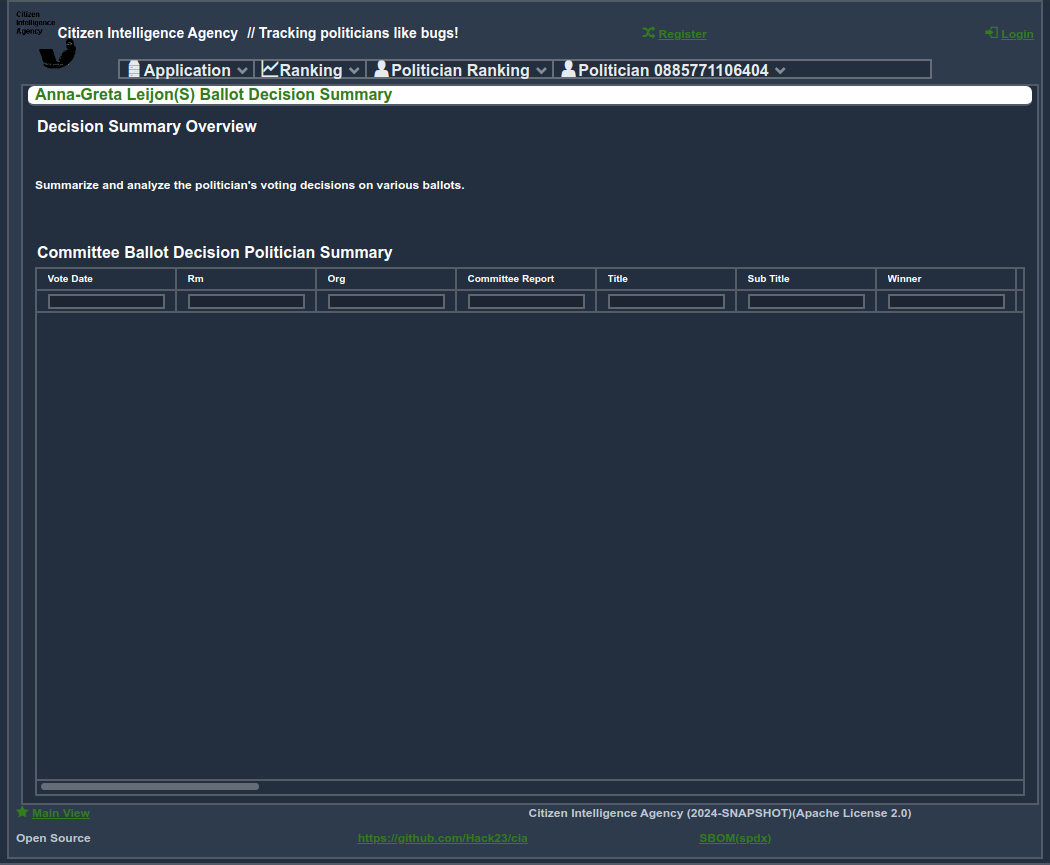 Citizen
Intelligence
Agency
Citizen Intelligence Agency // Tracking politicians like bugs!
Register
Login
Application
Ranking
Politician Ranking
Politician 0885771106404
Anna-Greta Leijon(S) Ballot Decision Summary
Decision Summary Overview
Summarize and analyze the politician's voting decisions on various ballots.
Committee Ballot Decision Politician Summary
Vote Date
Rm
Org
Committee Report
Title
Sub Title
Winner
Main View
Citizen Intelligence Agency (2024-SNAPSHOT)(Apache License 2.0)
Open Source
https://github.com/Hack23/cia
SBOM(spdx)